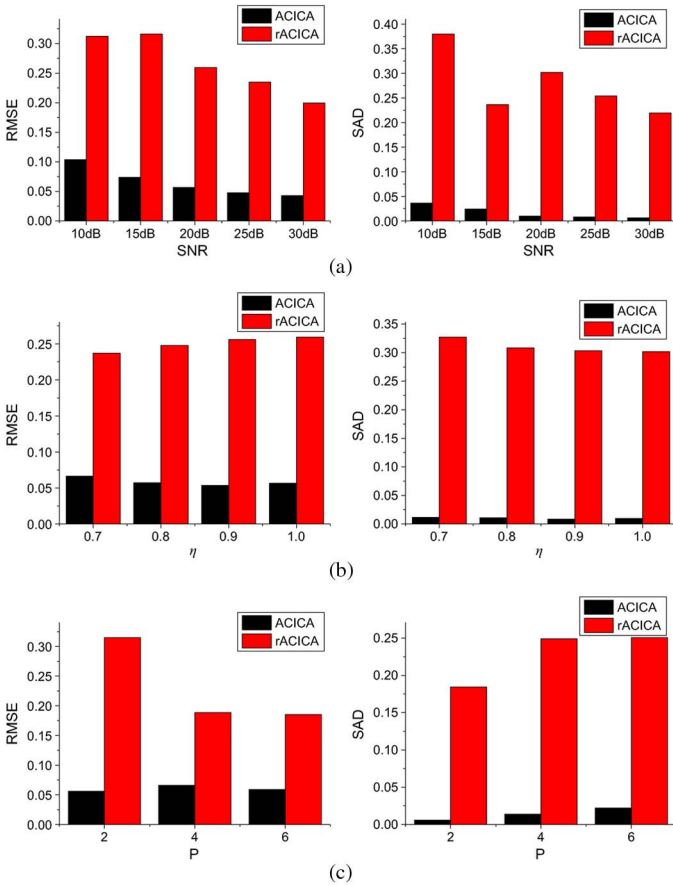 ACICA
rACICA
RMSE
0.30
0.25
0.20
0.15
0.10
0.05
0.00
10dB 15dB 20dB 25dB 30dB
SNR
ACICA
rACICA
SAD
0.40
0.35
0.30
0.25
0.20
0.15
0.10
0.05
0.00
10dB 15dB 20dB 25dB 30dB
SNR
(a)
ACICA
rACICA
RMSE
0.25
0.20
0.15
0.10
0.05
0.00
0.7 0.8 0.9 1.0
η
ACICA
rACICA
SAD
0.35
0.30
0.25
0.20
0.15
0.10
0.05
0.00
0.7 0.8 0.9 1.0
η
(b)
ACICA
rACICA
RMSE
0.30
0.25
0.20
0.15
0.10
0.05
0.00
2 4 6
P
ACICA
rACICA
SAD
0.25
0.20
0.15
0.10
0.05
0.00
2 4 6
P
(c)